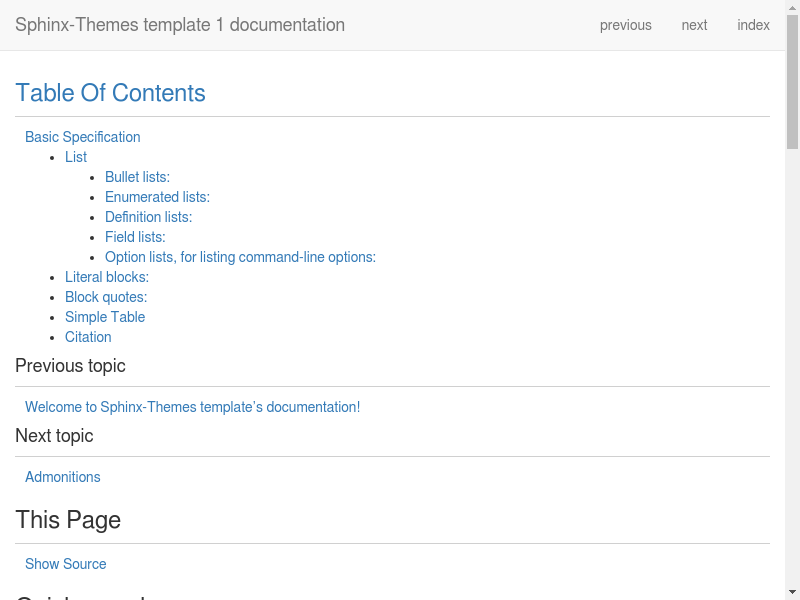 Sphinx-Themes template 1 documentation
previous
next
index
Table Of Contents
Basic Specification
List
Bullet lists:
Enumerated lists:
Definition lists:
Field lists:
Option lists, for listing command-line options:
Literal blocks:
Block quotes:
Simple Table
Citation
Previous topic
Welcome to Sphinx-Themes template's documentation!
Next topic
Admonitions
This Page
Show Source